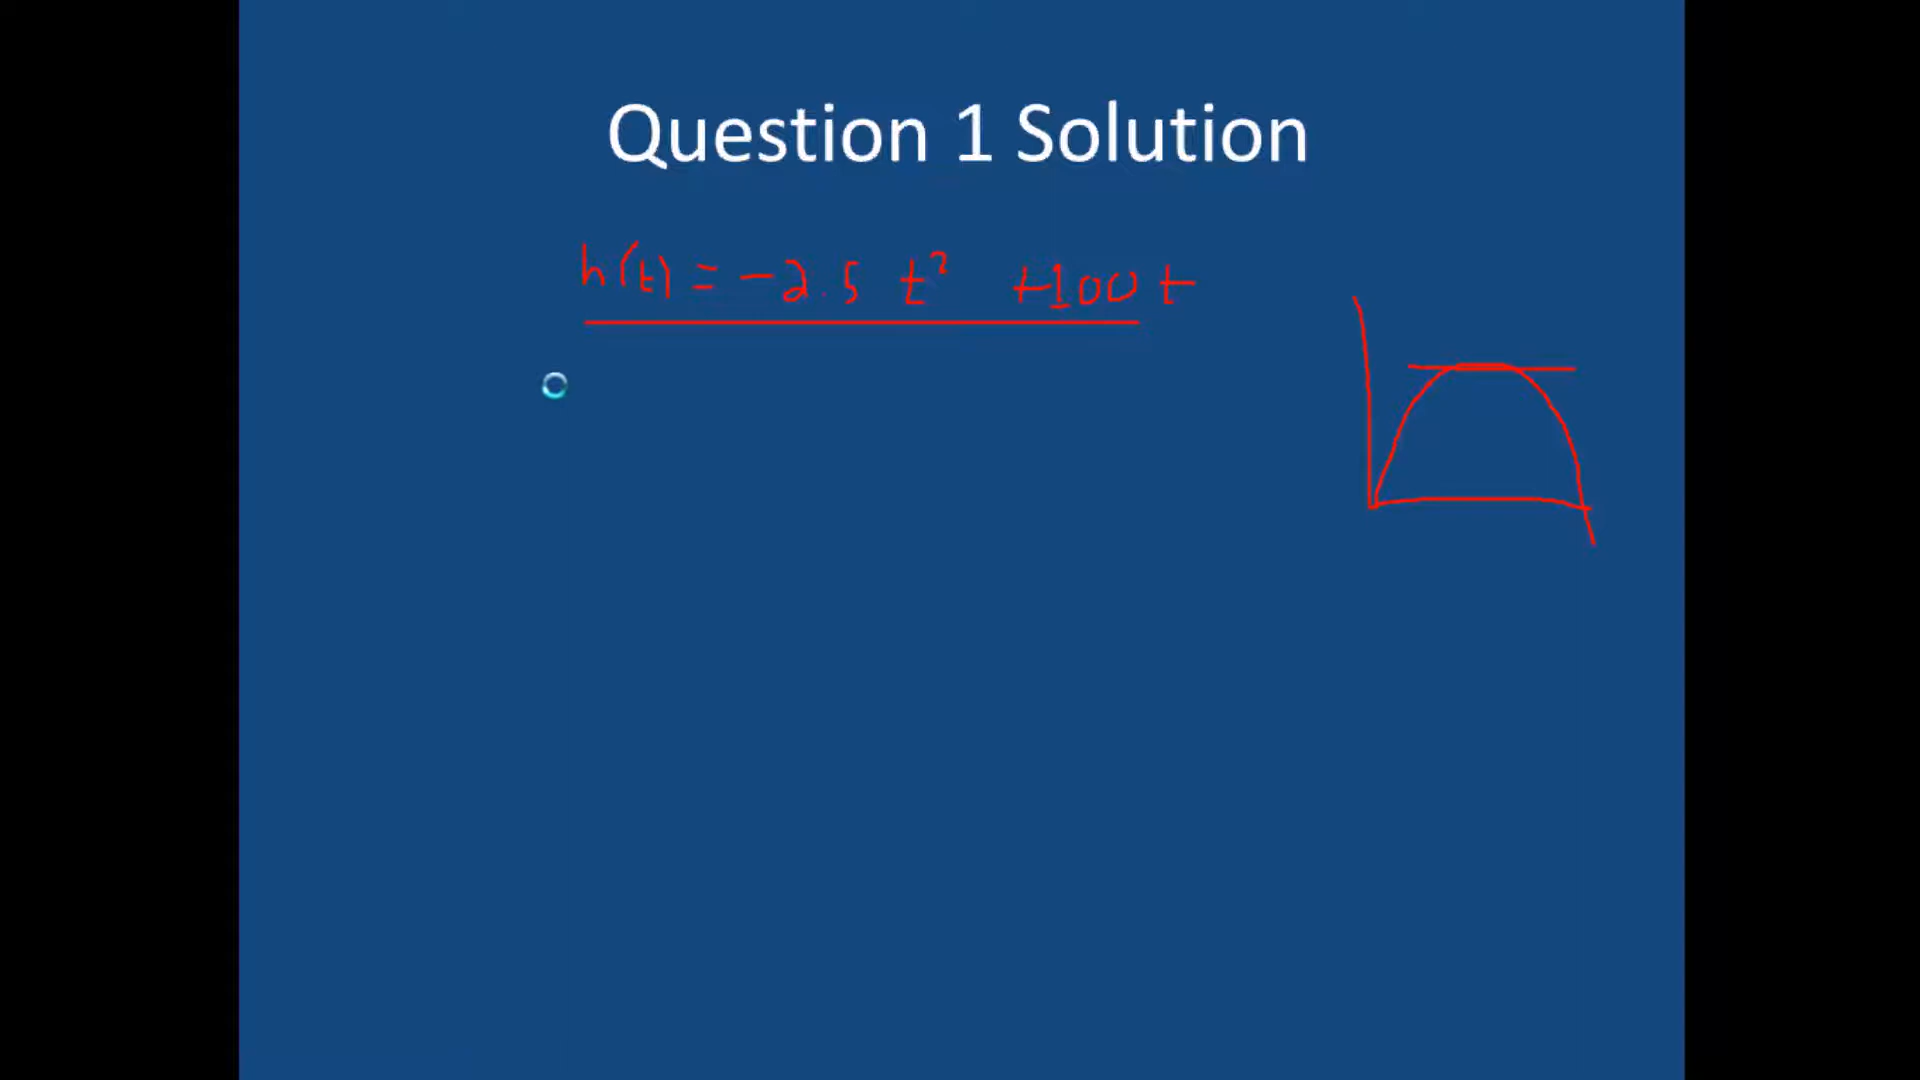 Question 1 Solution
h(t) = -2.5 t² +100 t